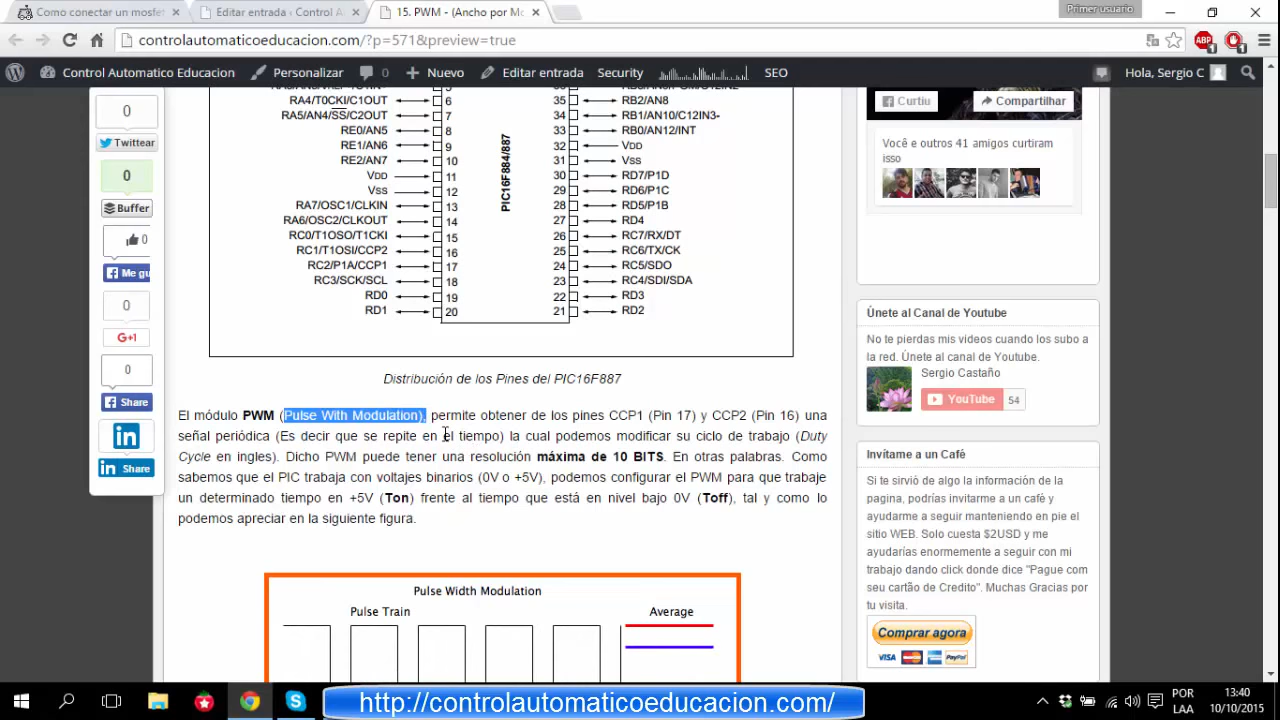 Como conectar un mosfet
Editar entrada ‹ Control A
15. PWM - (Ancho por Mo
Primer usuario
controlautomaticoeducacion.com/?p=571&preview=true
ABP
1
1
Control Automatico Educacion
Personalizar
0
Nuevo
Editar entrada
Security
SEO
Hola, Sergio C
0
Twittear
0
Buffer
0
Me gu
0
G+1
0
Share
in
in Share
RA4/T0CKI/C1OUT 6
RA5/AN4/SS/C2OUT 7
RE0/AN5 8
RE1/AN6 9
RE2/AN7 10
VDD 11
VSS 12
RA7/OSC1/CLKIN 13
RA6/OSC2/CLKOUT 14
RC0/T1OSO/T1CKI 15
RC1/T1OSI/CCP2 16
RC2/P1A/CCP1 17
RC3/SCK/SCL 18
RD0 19
RD1 20
PIC16F884/887
35 RB2/AN8
34 RB1/AN10/C12IN3-
33 RB0/AN12/INT
32 VDD
31 VSS
30 RD7/P1D
29 RD6/P1C
28 RD5/P1B
27 RD4
26 RC7/RX/DT
25 RC6/TX/CK
24 RC5/SDO
23 RC4/SDI/SDA
22 RD3
21 RD2
Distribución de los Pines del PIC16F887
El módulo PWM (Pulse With Modulation), permite obtener de los pines CCP1 (Pin 17) y CCP2 (Pin 16) una
señal periódica (Es decir que se repite en el tiempo) la cual podemos modificar su ciclo de trabajo (Duty
Cycle en ingles). Dicho PWM puede tener una resolución máxima de 10 BITS. En otras palabras. Como
sabemos que el PIC trabaja con voltajes binarios (0V o +5V), podemos configurar el PWM para que trabaje
un determinado tiempo en +5V (Ton) frente al tiempo que está en nivel bajo 0V (Toff), tal y como lo
podemos apreciar en la siguiente figura.
Pulse Width Modulation
Pulse Train
Average
Curtiu
Compartilhar
Você e outros 41 amigos curtiram
isso
Únete al Canal de Youtube
No te pierdas mis videos cuando los subo a
la red. Únete al canal de Youtube.
Sergio Castaño
YouTube
54
Invítame a un Café
Si te sirvió de algo la información de la
pagina, podrías invitarme a un café y
ayudarme a seguir manteniendo en pie el
sitio WEB. Solo cuesta $2USD y me
ayudarías enormemente a seguir con mi
trabajo dando click donde dice "Pague com
seu cartão de Credito". Muchas Gracias por
tu visita.
Comprar agora
VISA
PayPal
http://controlautomaticoeducacion.com/
POR
LAA
13:40
10/10/2015